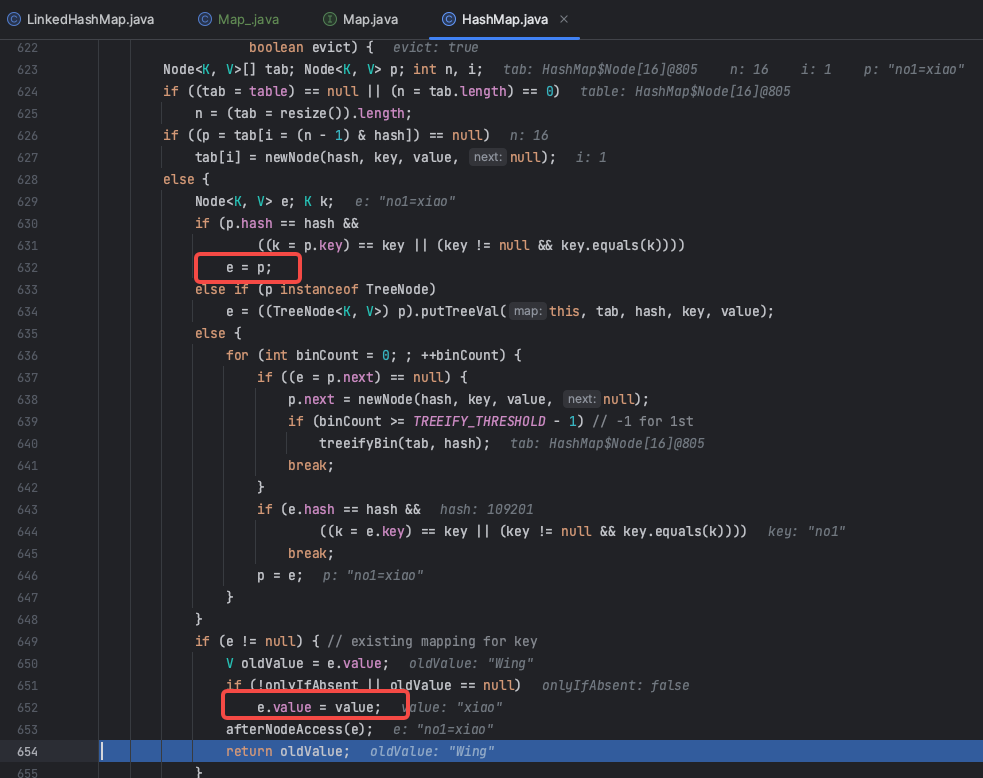 LinkedHashMap.java Map_.java Map.java HashMap.java ×
622 boolean evict) { evict: true
623 Node<K, V>[] tab; Node<K, V> p; int n, i; tab: HashMap$Node[16]@805 n: 16 i: 1 p: "no1=xiao"
624 if ((tab = table) == null || (n = tab.length) == 0) table: HashMap$Node[16]@805
625 n = (tab = resize()).length;
626 if ((p = tab[i = (n - 1) & hash]) == null) n: 16
627 tab[i] = newNode(hash, key, value, next: null); i: 1
628 else {
629 Node<K, V> e; K k; e: "no1=xiao"
630 if (p.hash == hash &&
631 ((k = p.key) == key || (key != null && key.equals(k))))
632 e = p;
633 else if (p instanceof TreeNode)
634 e = ((TreeNode<K, V>) p).putTreeVal( map: this, tab, hash, key, value);
635 else {
636 for (int binCount = 0; ; ++binCount) {
637 if ((e = p.next) == null) {
638 p.next = newNode(hash, key, value, next: null);
639 if (binCount >= TREEIFY_THRESHOLD - 1) // -1 for 1st
640 treeifyBin(tab, hash); tab: HashMap$Node[16]@805
641 break;
642 }
643 if (e.hash == hash && hash: 109201
644 ((k = e.key) == key || (key != null && key.equals(k)))) key: "no1"
645 break;
646 p = e; p: "no1=xiao"
647 }
648 }
649 if (e != null) { // existing mapping for key
650 V oldValue = e.value; oldValue: "Wing"
651 if (!onlyIfAbsent || oldValue == null) onlyIfAbsent: false
652 e.value = value; value: "xiao"
653 afterNodeAccess(e); e: "no1=xiao"
654 return oldValue; oldValue: "Wing"
655 }